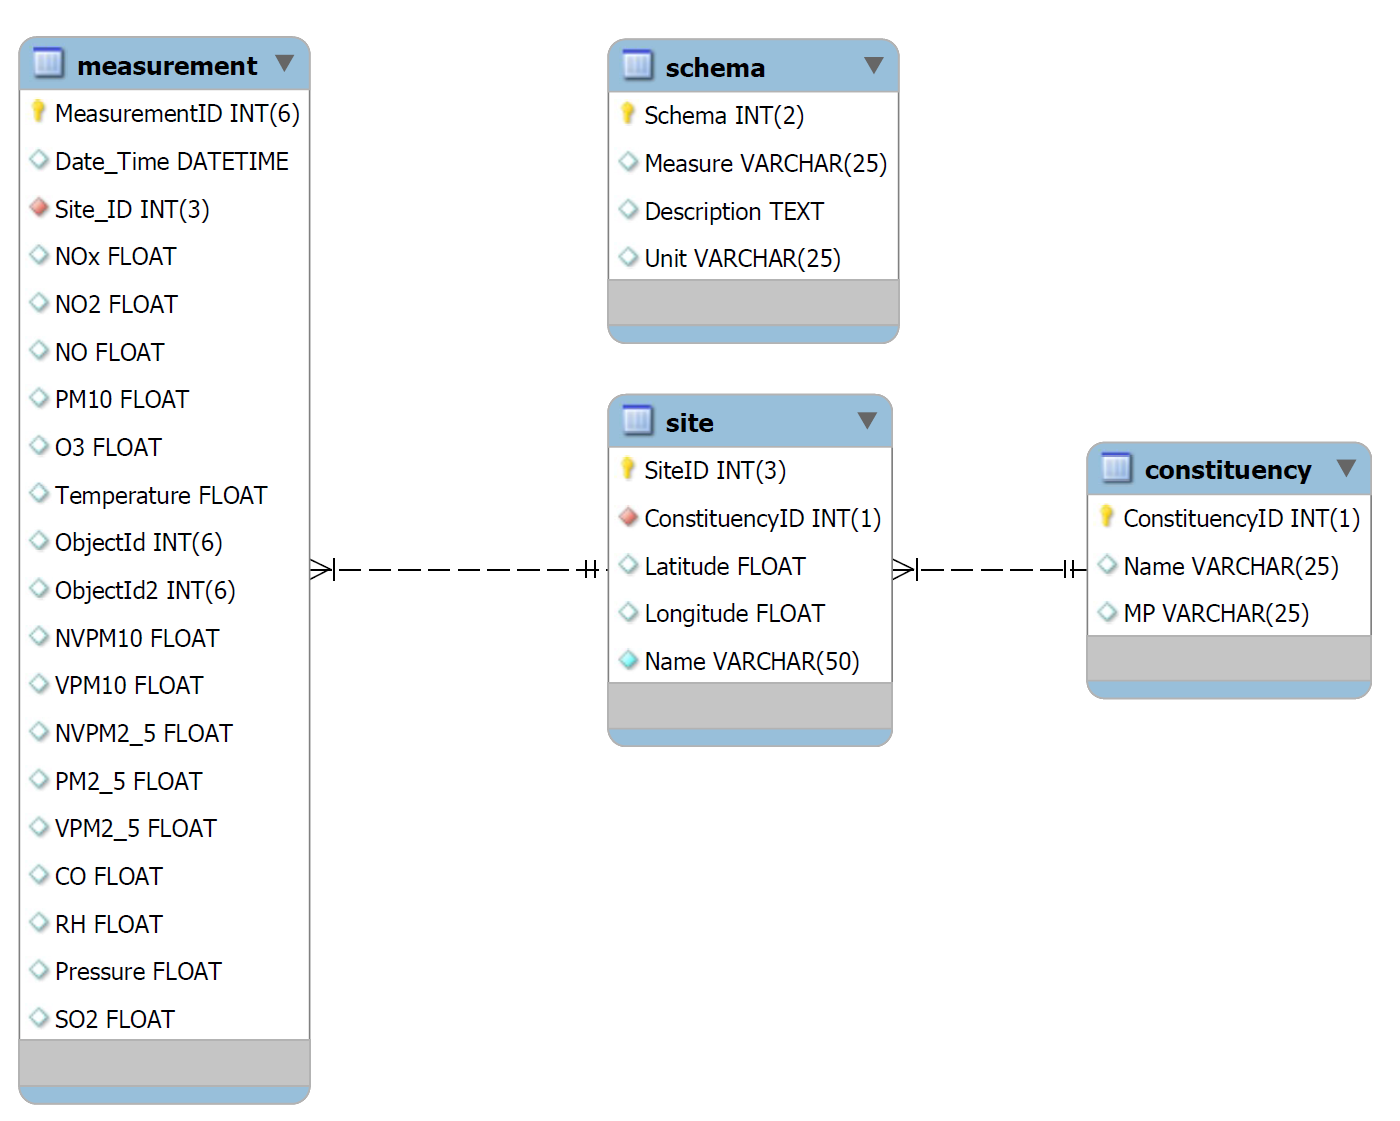 measurement
MeasurementID INT(6)
Date_Time DATETIME
Site_ID INT(3)
NOx FLOAT
NO2 FLOAT
NO FLOAT
PM10 FLOAT
O3 FLOAT
Temperature FLOAT
ObjectId INT(6)
ObjectId2 INT(6)
NVPM10 FLOAT
VPM10 FLOAT
NVPM2_5 FLOAT
PM2_5 FLOAT
VPM2_5 FLOAT
CO FLOAT
RH FLOAT
Pressure FLOAT
SO2 FLOAT
schema
Schema INT(2)
Measure VARCHAR(25)
Description TEXT
Unit VARCHAR(25)
site
SiteID INT(3)
ConstituencyID INT(1)
Latitude FLOAT
Longitude FLOAT
Name VARCHAR(50)
constituency
ConstituencyID INT(1)
Name VARCHAR(25)
MP VARCHAR(25)